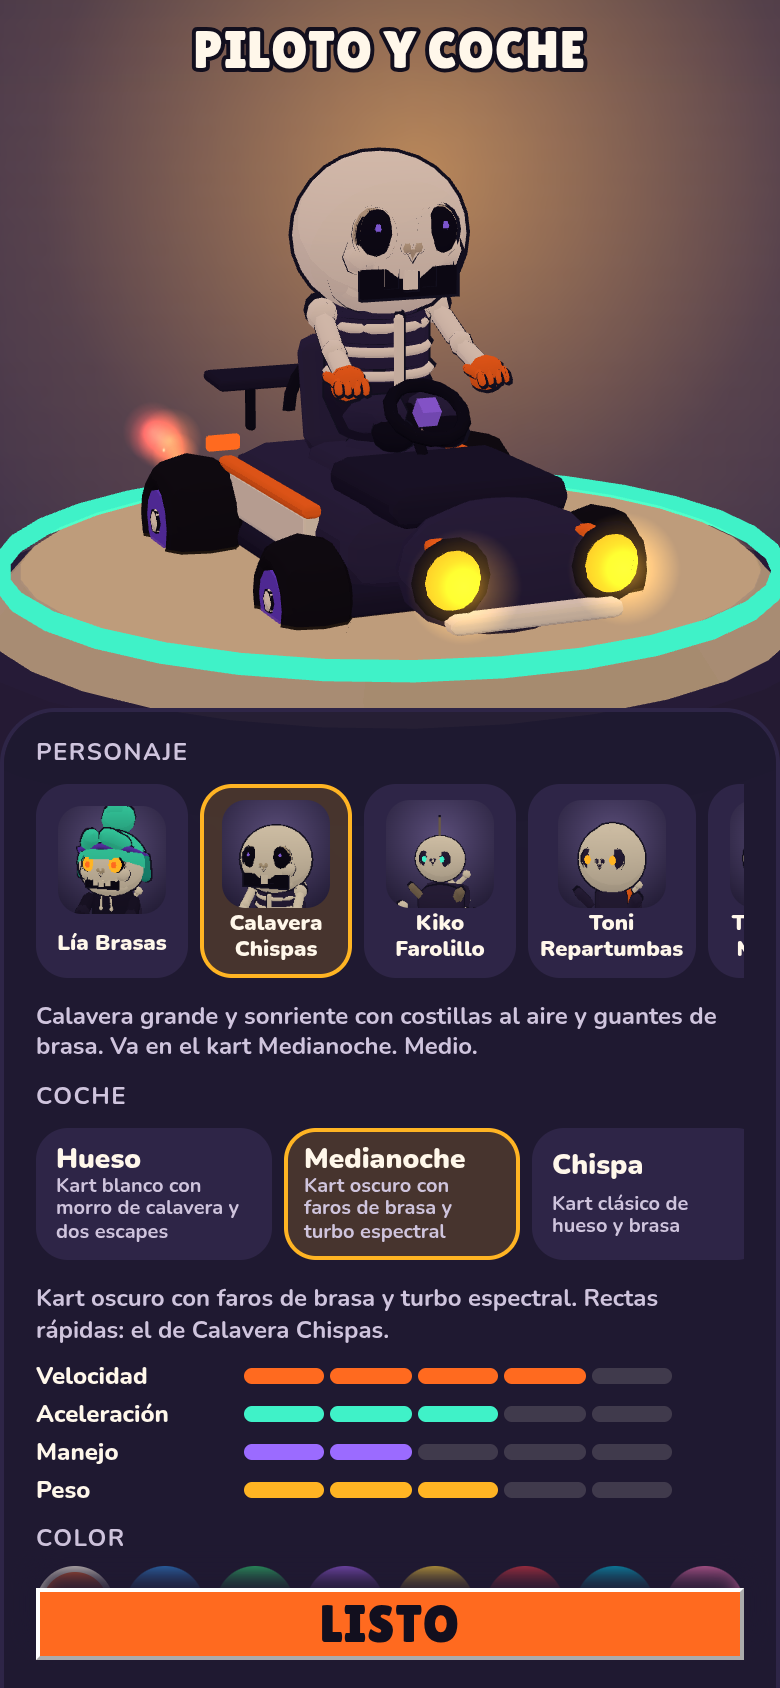 PILOTO Y COCHE
PERSONAJE
Lía Brasas
Calavera
Chispas
Kiko
Farolillo
Toni
Repartumbas
Calavera grande y sonriente con costillas al aire y guantes de
brasa. Va en el kart Medianoche. Medio.
COCHE
Hueso
Kart blanco con
morro de calavera y
dos escapes
Medianoche
Kart oscuro con
faros de brasa y
turbo espectral
Chispa
Kart clásico de
hueso y brasa
Kart oscuro con faros de brasa y turbo espectral. Rectas
rápidas: el de Calavera Chispas.
Velocidad
Aceleración
Manejo
Peso
COLOR
LISTO